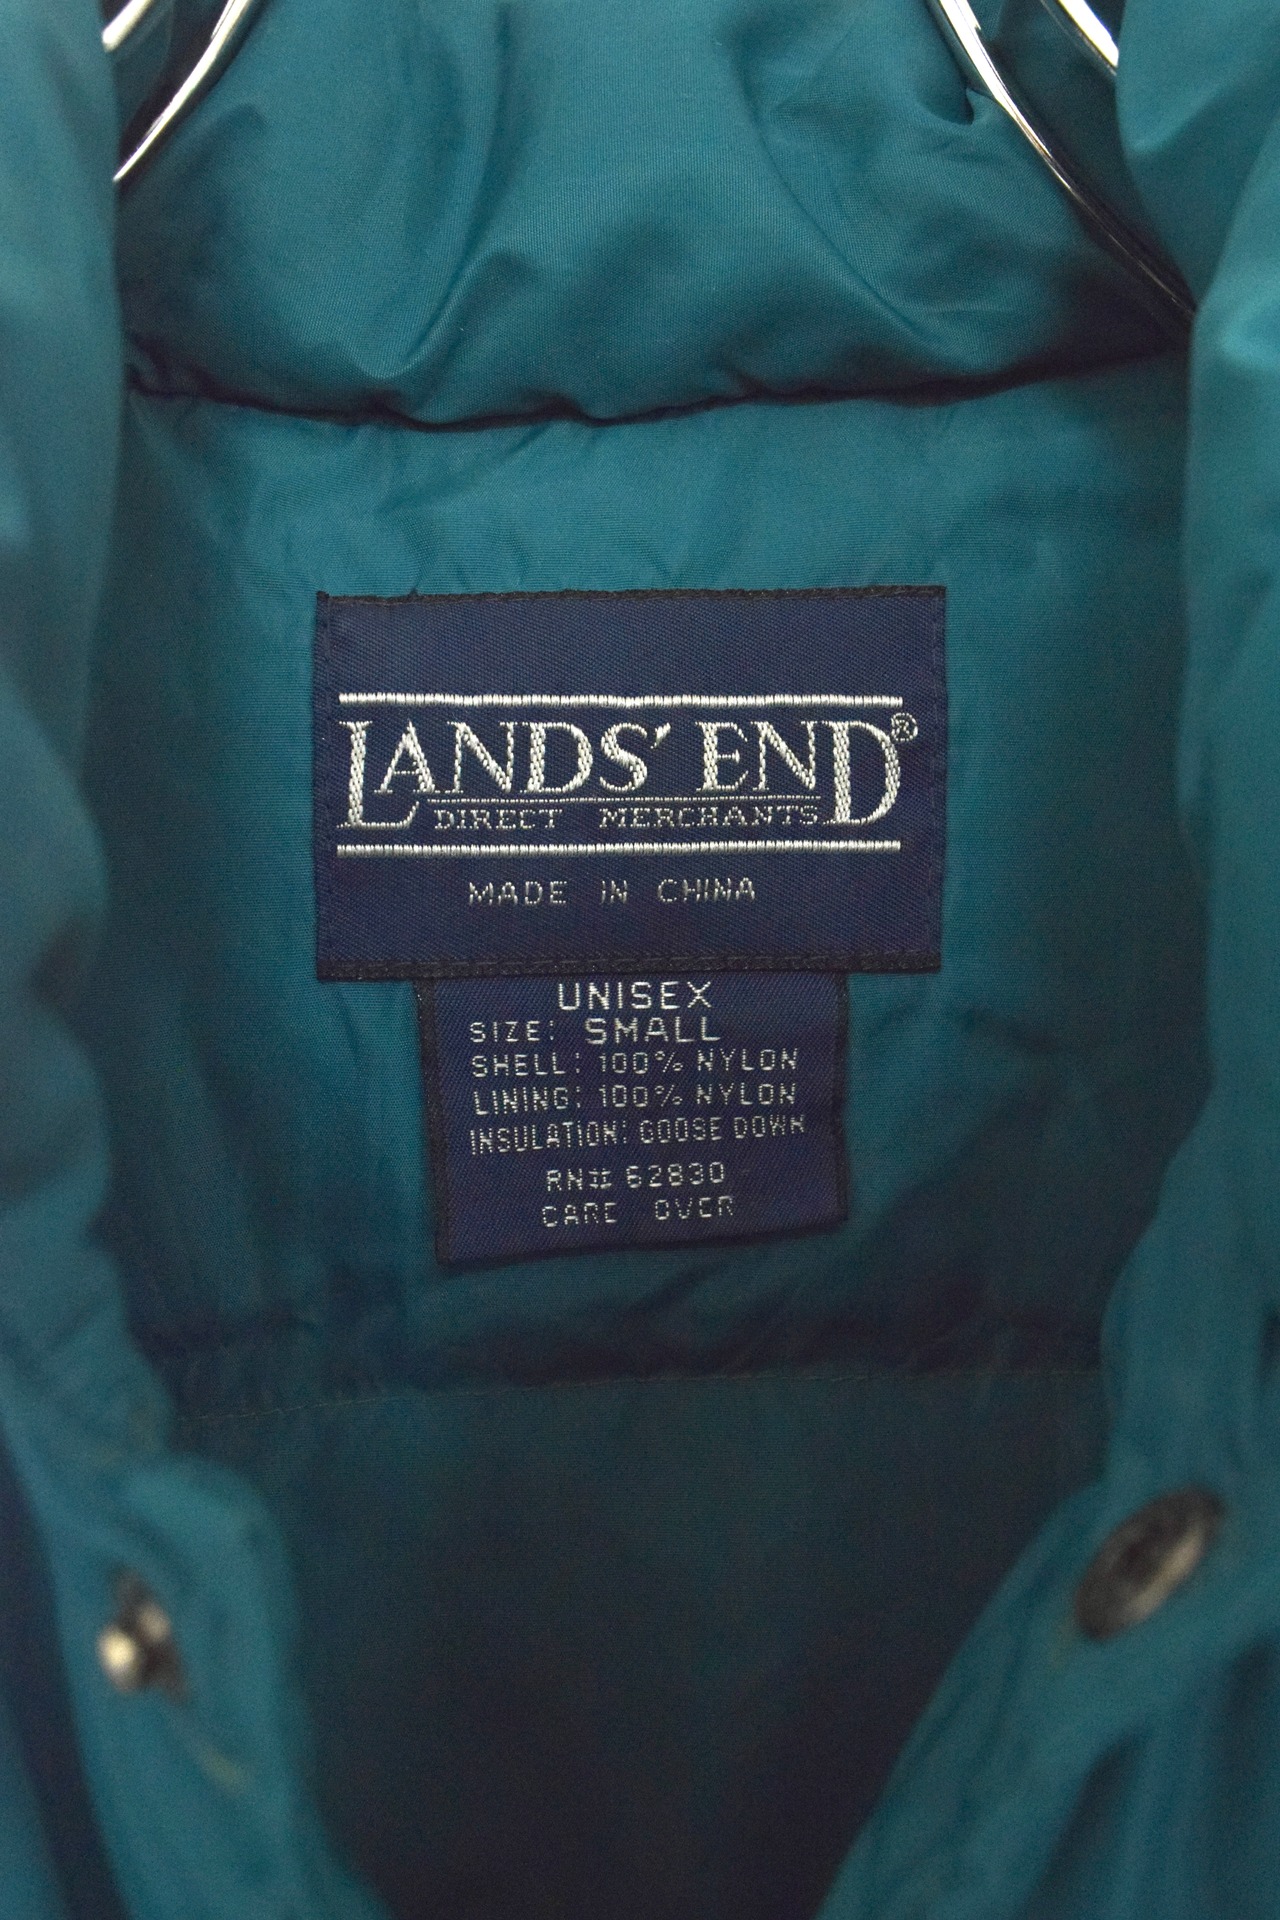 LANDS' END®
DIRECT MERCHANTS
MADE IN CHINA
UNISEX
SIZE: SMALL
SHELL: 100% NYLON
LINING: 100% NYLON
INSULATION: GOOSE DOWN
RN# 62830
CARE OVER